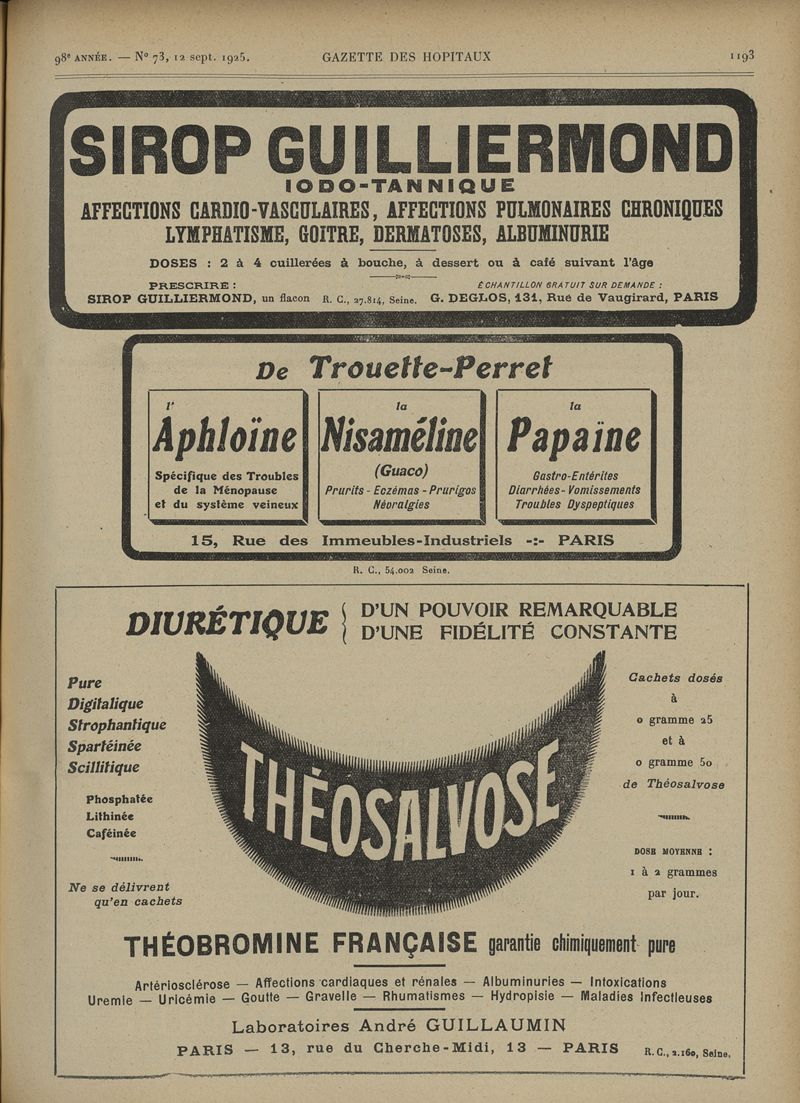 98e ANNÉE. — No 73, 12 sept. 1925.
GAZETTE DES HOPITAUX
1193
SIROP GUILLIERMOND
IODO-TANNIQUE
AFFECTIONS CARDIO-VASCULAIRES, AFFECTIONS PULMONAIRES CHRONIQUES
LYMPHATISME, GOITRE, DERMATOSES, ALBUMINURIE
DOSES : 2 à 4 cuillerées à bouche, à dessert ou à café suivant l'âge
PRESCRIRE :
SIROP GUILLIERMOND, un flacon
R. C., 27.814, Seine.
ÉCHANTILLON GRATUIT SUR DEMANDE :
G. DEGLOS, 131, Rue de Vaugirard, PARIS
De Trouette-Perret
l'
Aphloïne
Spécifique des Troubles
de la Ménopause
et du système veineux
la
Nisaméline
(Guaco)
Prurits - Eczémas - Prurigos
Névralgies
la
Papaïne
Gastro-Entérites
Diarrhées - Vomissements
Troubles Dyspeptiques
15, Rue des Immeubles-Industriels -:- PARIS
R. C., 54.002 Seine.
DIURÉTIQUE
D'UN POUVOIR REMARQUABLE
D'UNE FIDÉLITÉ CONSTANTE
Pure
Digitalique
Strophantique
Spartéinée
Scillitique
Phosphatée
Lithinée
Caféinée
Ne se délivrent
qu'en cachets
THÉOSALVOSE
Cachets dosés
à
0 gramme 25
et à
0 gramme 50
de Théosalvose
DOSE MOYENNE :
1 à 2 grammes
par jour.
THÉOBROMINE FRANÇAISE garantie chimiquement pure
Artériosclérose — Affections cardiaques et rénales — Albuminuries — Intoxications
Uremie — Uricémie — Goutte — Gravelle — Rhumatismes — Hydropisie — Maladies Infectieuses
Laboratoires André GUILLAUMIN
PARIS — 13, rue du Cherche-Midi, 13 — PARIS
R. C., 2.160, Seine.